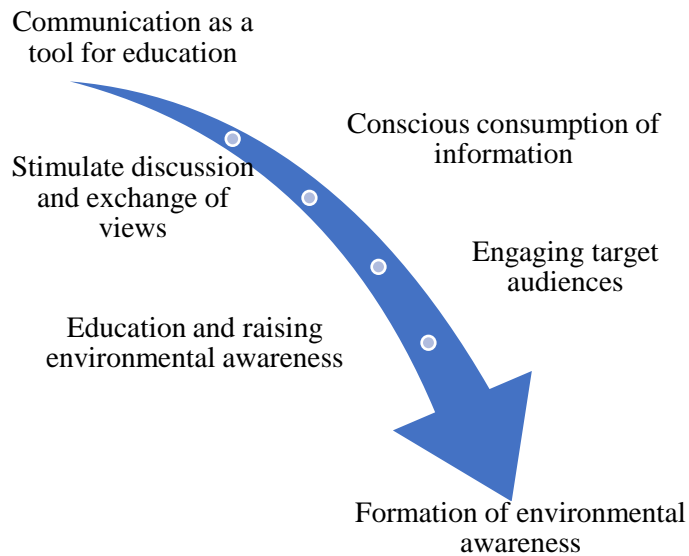 Communication as a
tool for education
Conscious consumption of
information
Stimulate discussion
and exchange of
views
Engaging target
audiences
Education and raising
environmental awareness
Formation of environmental
awareness